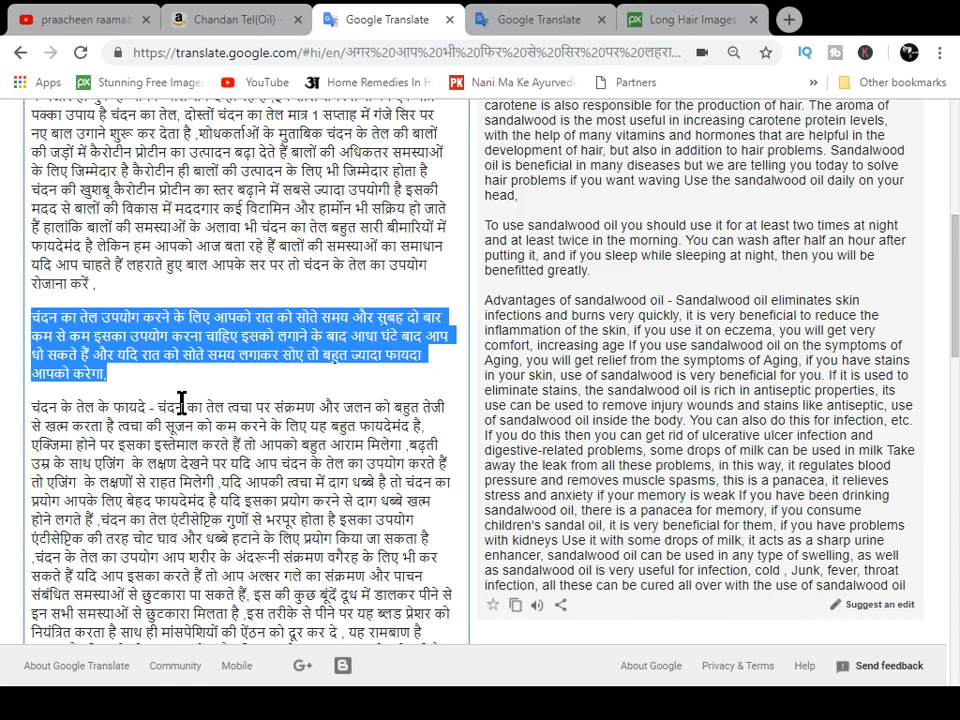 praacheen raamab
Chandan Tel(Oil) -
Google Translate
Google Translate
Long Hair Images
https://translate.google.com/#hi/en/अगर%20आप%20भी%20फिर%20से%20सिर%20पर%20लहरा...
Apps
Stunning Free Image
YouTube
Home Remedies In H
Nani Ma Ke Ayurvedi
Partners
Other bookmarks
पक्का उपाय है चंदन का तेल, दोस्तों चंदन का तेल मात्र 1 सप्ताह में गंजे सिर पर
नए बाल उगाने शुरू कर देता है ,शोधकर्ताओं के मुताबिक चंदन के तेल की बालों
की जड़ों में कैरोटीन प्रोटीन का उत्पादन बढ़ा देते हैं बालों की अधिकतर समस्याओं
के लिए जिम्मेदार है कैरोटीन ही बालों की उत्पादन के लिए भी जिम्मेदार होता है
चंदन की खुशबू कैरोटीन प्रोटीन का स्तर बढ़ाने में सबसे ज्यादा उपयोगी है इसकी
मदद से बालों की विकास में मददगार कई विटामिन और हार्मोन भी सक्रिय हो जाते
हैं हालांकि बालों की समस्याओं के अलावा भी चंदन का तेल बहुत सारी बीमारियों में
फायदेमंद है लेकिन हम आपको आज बता रहे हैं बालों की समस्याओं का समाधान
यदि आप चाहते हैं लहराते हुए बाल आपके सर पर तो चंदन के तेल का उपयोग
रोजाना करें ,
चंदन का तेल उपयोग करने के लिए आपको रात को सोते समय और सुबह दो बार
कम से कम इसका उपयोग करना चाहिए इसको लगाने के बाद आधा घंटे बाद आप
धो सकते हैं और यदि रात को सोते समय लगाकर सोए तो बहुत ज्यादा फायदा
आपको करेगा,
चंदन के तेल के फायदे - चंदन का तेल त्वचा पर संक्रमण और जलन को बहुत तेजी
से खत्म करता है त्वचा की सूजन को कम करने के लिए यह बहुत फायदेमंद है,
एक्जिमा होने पर इसका इस्तेमाल करते हैं तो आपको बहुत आराम मिलेगा ,बढ़ती
उम्र के साथ एजिंग के लक्षण देखने पर यदि आप चंदन के तेल का उपयोग करते हैं
तो एजिंग के लक्षणों से राहत मिलेगी ,यदि आपकी त्वचा में दाग धब्बे है तो चंदन का
प्रयोग आपके लिए बेहद फायदेमंद है यदि इसका प्रयोग करने से दाग धब्बे खत्म
होने लगते हैं ,चंदन का तेल एंटीसेप्टिक गुणों से भरपूर होता है इसका उपयोग
एंटीसेप्टिक की तरह चोट घाव और धब्बे हटाने के लिए प्रयोग किया जा सकता है
,चंदन के तेल का उपयोग आप शरीर के अंदरूनी संक्रमण वगैरह के लिए भी कर
सकते हैं यदि आप इसका करते हैं तो आप अल्सर गले का संक्रमण और पाचन
संबंधित समस्याओं से छुटकारा पा सकते हैं, इस की कुछ बूंदें दूध में डालकर पीने से
इन सभी समस्याओं से छुटकारा मिलता है ,इस तरीके से पीने पर यह ब्लड प्रेशर को
नियंत्रित करता है साथ ही मांसपेशियों की ऐंठन को दूर कर दे , यह रामबाण है
carotene is also responsible for the production of hair. The aroma of
sandalwood is the most useful in increasing carotene protein levels,
with the help of many vitamins and hormones that are helpful in the
development of hair, but also in addition to hair problems. Sandalwood
oil is beneficial in many diseases but we are telling you today to solve
hair problems if you want waving Use the sandalwood oil daily on your
head,
To use sandalwood oil you should use it for at least two times at night
and at least twice in the morning. You can wash after half an hour after
putting it, and if you sleep while sleeping at night, then you will be
benefitted greatly.
Advantages of sandalwood oil - Sandalwood oil eliminates skin
infections and burns very quickly, it is very beneficial to reduce the
inflammation of the skin, if you use it on eczema, you will get very
comfort, increasing age If you use sandalwood oil on the symptoms of
Aging, you will get relief from the symptoms of Aging, if you have stains
in your skin, use of sandalwood is very beneficial for you. If it is used to
eliminate stains, the sandalwood oil is rich in antiseptic properties, its
use can be used to remove injury wounds and stains like antiseptic, use
of sandalwood oil inside the body. You can also do this for infection, etc.
If you do this then you can get rid of ulcerative ulcer infection and
digestive-related problems, some drops of milk can be used in milk Take
away the leak from all these problems, in this way, it regulates blood
pressure and removes muscle spasms, this is a panacea, it relieves
stress and anxiety if your memory is weak If you have been drinking
sandalwood oil, there is a panacea for memory, if you consume
children's sandal oil, it is very beneficial for them, if you have problems
with kidneys Use it with some drops of milk, it acts as a sharp urine
enhancer, sandalwood oil can be used in any type of swelling, as well
as sandalwood oil is very useful for infection, cold , Junk, fever, throat
infection, all these can be cured all over with the use of sandalwood oil
Suggest an edit
About Google Translate
Community
Mobile
About Google
Privacy & Terms
Help
Send feedback